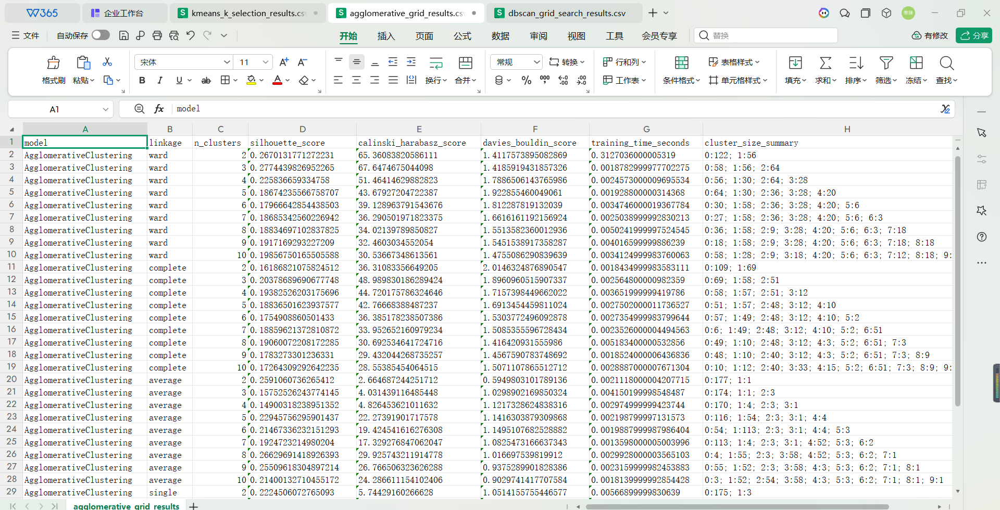 W365
企业工作台
kmeans_k_selection_results.cs
agglomerative_grid_results.cs
dbscan_grid_search_results.csv
文件
自动保存
开始
插入
页面
公式
数据
审阅
视图
工具
会员专享
替换
有修改
分享
格式刷
粘贴
宋体
11
换行
合并
常规
转换
行和列
工作表
条件格式
表格样式
单元格样式
填充
求和
排序
筛选
冻结
查找
A1
fx
model
A B C D E F G H
1 model linkage n_clusters silhouette_score calinski_harabasz_score davies_bouldin_score training_time_seconds cluster_size_summary
2 AgglomerativeClustering ward 2 0.2670131771272231 65.36083820586111 1.4117573895082869 0.3127036000005319 0:122; 1:56
3 AgglomerativeClustering ward 3 0.2774439826952265 67.6474675044098 1.4185919431857326 0.0018782999977702275 0:58; 1:56; 2:64
4 AgglomerativeClustering ward 4 0.225836659334758 51.46414629882823 1.7886506143765986 0.0024573000009695534 0:56; 1:30; 2:64; 3:28
5 AgglomerativeClustering ward 5 0.18674235566758707 43.67927204722387 1.922855460049061 0.001928800000314368 0:64; 1:30; 2:36; 3:28; 4:20
6 AgglomerativeClustering ward 6 0.17966642854438503 39.128963791543676 1.812287819132039 0.0034746000019367784 0:30; 1:58; 2:36; 3:28; 4:20; 5:6
7 AgglomerativeClustering ward 7 0.18685342560226942 36.290501971823375 1.6616161192156924 0.0025038999992830213 0:27; 1:58; 2:36; 3:28; 4:20; 5:6; 6:3
8 AgglomerativeClustering ward 8 0.18834697102837825 34.02139789850827 1.5513582360012936 0.0050241999997524545 0:36; 1:58; 2:9; 3:28; 4:20; 5:6; 6:3; 7:18
9 AgglomerativeClustering ward 9 0.1917169293227209 32.4603034552054 1.5451538917358287 0.004016599999886239 0:18; 1:58; 2:9; 3:28; 4:20; 5:6; 6:3; 7:18; 8:18
10 AgglomerativeClustering ward 10 0.19856750165505588 30.53667348613561 1.4755086290839639 0.0034124999983760063 0:58; 1:28; 2:9; 3:18; 4:20; 5:6; 6:3; 7:12; 8:18; 9:
11 AgglomerativeClustering complete 2 0.16186821075824512 36.31083356649205 2.0146324876890547 0.0018434999983583111 0:109; 1:69
12 AgglomerativeClustering complete 3 0.20378689690677748 48.989830186289424 1.8960960515907337 0.002564800000982359 0:69; 1:58; 2:51
13 AgglomerativeClustering complete 4 0.19382526203175696 44.720175786324646 1.7157398449662022 0.003651999999419786 0:58; 1:57; 2:51; 3:12
14 AgglomerativeClustering complete 5 0.18836501623937577 42.76668388487237 1.6913454459811024 0.0027502000011736527 0:51; 1:57; 2:48; 3:12; 4:10
15 AgglomerativeClustering complete 6 0.1754908860501433 36.385178238507386 1.5303772496092878 0.0027354999983799644 0:57; 1:49; 2:48; 3:12; 4:10; 5:2
16 AgglomerativeClustering complete 7 0.18859621372810872 33.952652160979234 1.5085355596728434 0.0023526000004494563 0:6; 1:49; 2:48; 3:12; 4:10; 5:2; 6:51
17 AgglomerativeClustering complete 8 0.19060072208172285 30.692534641724716 1.416420931555986 0.005183400000532856 0:49; 1:10; 2:48; 3:12; 4:3; 5:2; 6:51; 7:3
18 AgglomerativeClustering complete 9 0.1783273301236331 29.432044268735257 1.4567590783748692 0.0018524000006436836 0:48; 1:10; 2:40; 3:12; 4:3; 5:2; 6:51; 7:3; 8:9
19 AgglomerativeClustering complete 10 0.17264309292642235 28.55385454064515 1.5071107865512712 0.0028887000007671304 0:10; 1:12; 2:40; 3:33; 4:15; 5:2; 6:51; 7:3; 8:9; 9:
20 AgglomerativeClustering average 2 0.2591060736265412 2.664687244251712 0.5949803101789136 0.0021118000004207715 0:177; 1:1
21 AgglomerativeClustering average 3 0.15752526243774145 4.031439116485448 1.0298902169850324 0.004150199998548487 0:174; 1:1; 2:3
22 AgglomerativeClustering average 4 0.14900318238951352 4.826453621011632 1.1217328624838316 0.002974999999423744 0:170; 1:4; 2:3; 3:1
23 AgglomerativeClustering average 5 0.22945756295901437 22.27391901717578 1.1416303879309868 0.002198799997131573 0:116; 1:54; 2:3; 3:1; 4:4
24 AgglomerativeClustering average 6 0.21467336232151293 19.424541616276308 1.1495107682528882 0.0019887999987986404 0:54; 1:113; 2:3; 3:1; 4:4; 5:3
25 AgglomerativeClustering average 7 0.1924723214980204 17.329276847062047 1.0825473166637343 0.0013598000005003996 0:113; 1:4; 2:3; 3:1; 4:52; 5:3; 6:2
26 AgglomerativeClustering average 8 0.26629691418926393 29.925743211914778 1.016697539819912 0.0029928000003565103 0:4; 1:55; 2:3; 3:58; 4:52; 5:3; 6:2; 7:1
27 AgglomerativeClustering average 9 0.25509618304897214 26.766506323626288 0.9375289901828386 0.0023159999982453883 0:55; 1:52; 2:3; 3:58; 4:3; 5:3; 6:2; 7:1; 8:1
28 AgglomerativeClustering average 10 0.21400132710455172 24.286611154102406 0.9029741417707584 0.0018139999992854428 0:3; 1:52; 2:54; 3:58; 4:3; 5:3; 6:2; 7:1; 8:1; 9:1
29 AgglomerativeClustering single 2 0.2224506072765093 5.74429160266628 1.0514155755446577 0.00566899999830639 0:175; 1:3
agglomerative_grid_results